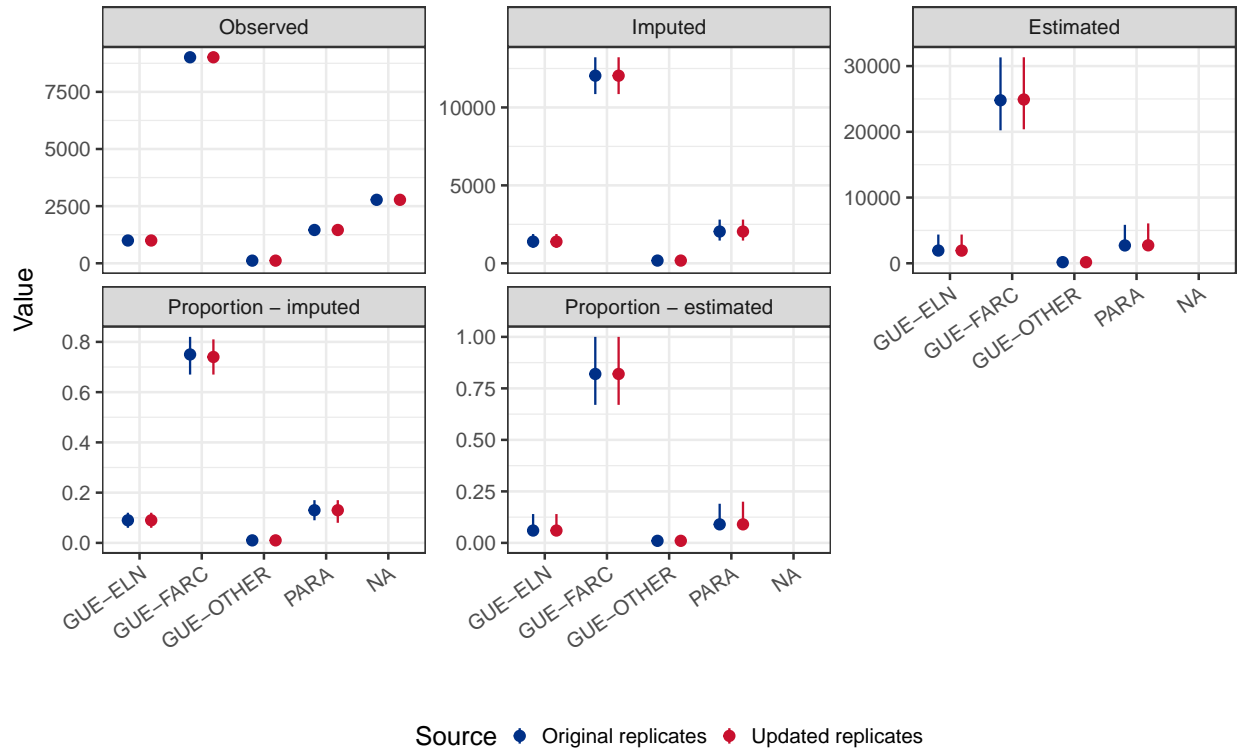 Observed
Imputed
Estimated
Value
7500
5000
2500
0
10000
5000
0
30000
20000
10000
0
GUE−ELN
GUE−FARC
GUE−OTHER
PARA
NA
Proportion − imputed
Proportion − estimated
0.8
0.6
0.4
0.2
0.0
1.00
0.75
0.50
0.25
0.00
GUE−ELN
GUE−FARC
GUE−OTHER
PARA
NA
GUE−ELN
GUE−FARC
GUE−OTHER
PARA
NA
Source Original replicates Updated replicates